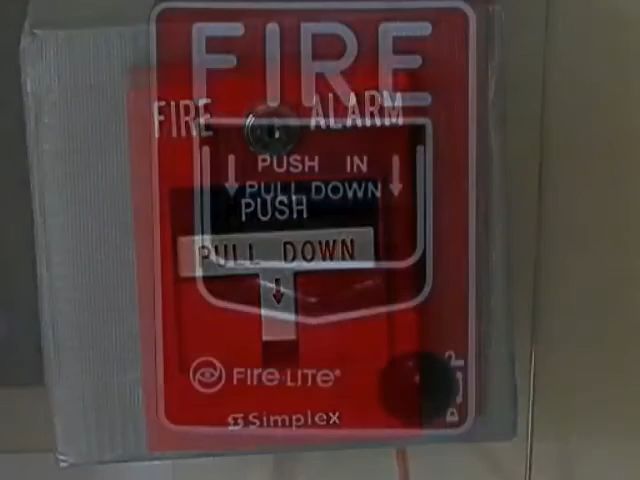 FIRE
FIRE ALARM
PUSH IN
PULL DOWN
PUSH
PULL DOWN
FIRE·LITE®
Simplex